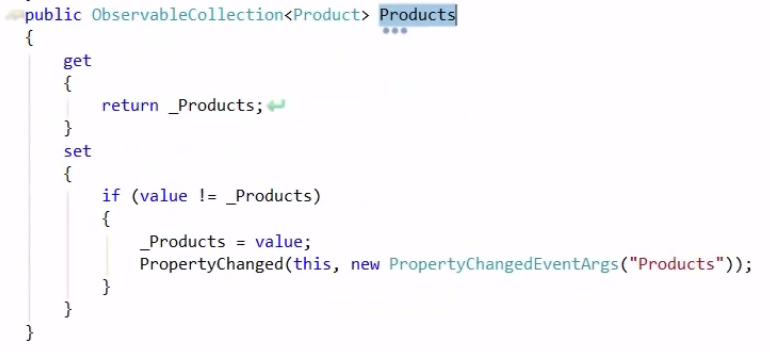 public ObservableCollection<Product> Products
{
get
{
return _Products;
}
set
{
if (value != _Products)
{
_Products = value;
PropertyChanged(this, new PropertyChangedEventArgs("Products"));
}
}
}